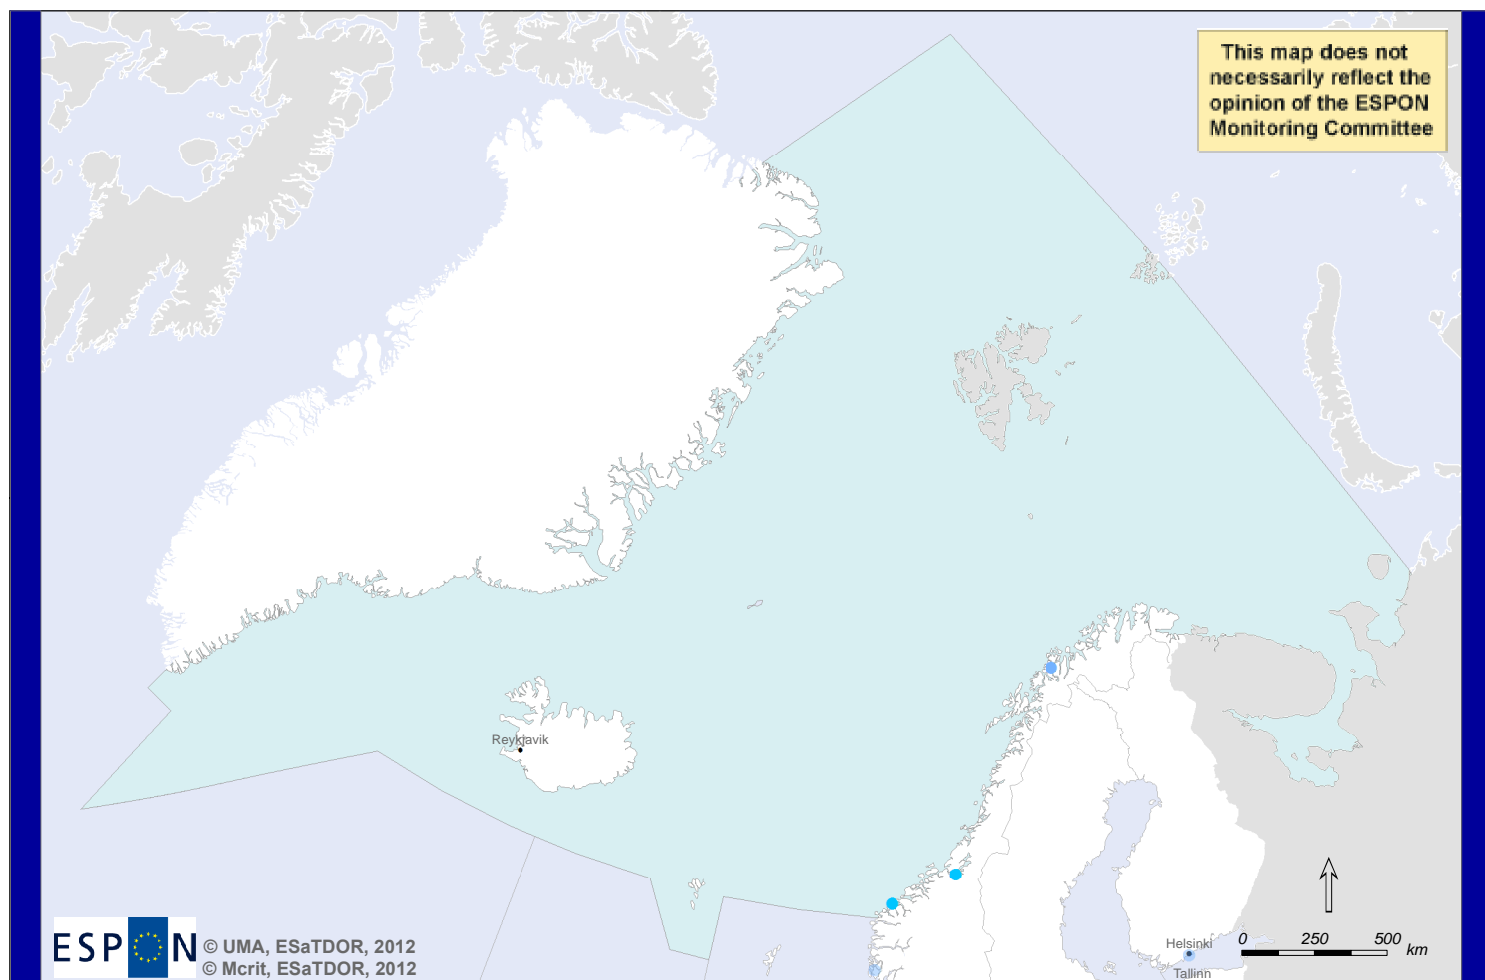 This map does not
necessarily reflect the
opinion of the ESPON
Monitoring Committee
Reykjavik
Helsinki
Tallinn
0 250 500 km
ESPON
© UMA, ESaTDOR, 2012
© Mcrit, ESaTDOR, 2012